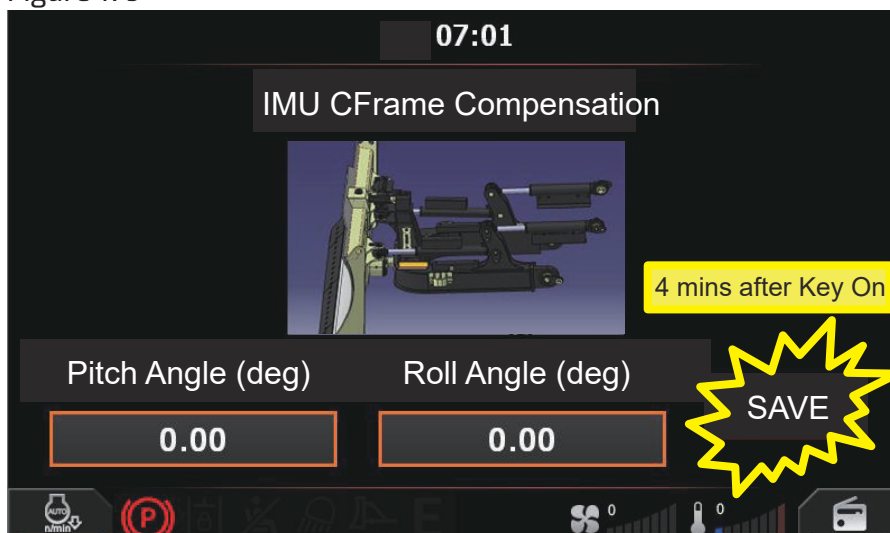 07:01
IMU CFrame Compensation
4 mins after Key On
Pitch Angle (deg) Roll Angle (deg)
SAVE
0.00 0.00
AUTO
n/min
(P)
E
0
0